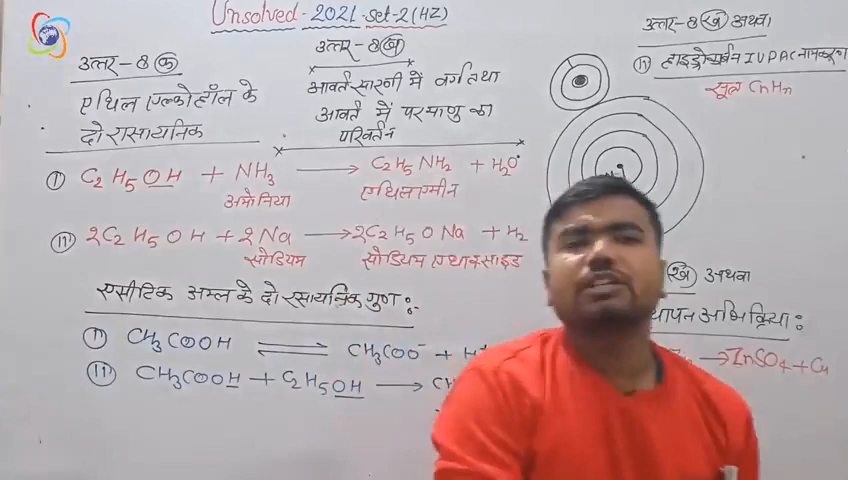 Unsolved-2021-Set-2(HZ)
उत्तर-8(क)
एथिल एल्कोहॉल के
दो रासायनिक
(i) C2H5OH + NH3 → C2H5NH2 + H2O
अमोनिया
एथिल एमीन
(ii) 2C2H5OH + 2Na → 2C2H5ONa + H2
सोडियम
सोडियम एथाक्साइड
एसीटिक अम्ल के दो रासायनिक गुण :-
(i) CH3COOH ⇌ CH3COO⁻ + H
(ii) CH3COOH + C2H5OH →
उत्तर-8(ख)
आवर्त सारणी में वर्ग तथा
आवर्त में परमाणु का
परिवर्तन
उत्तर-8(ख) अथवा
हाइड्रोकार्बन IUPAC नाम
सूत्र CnHn
अथवा
थापन अभिक्रिया :
→ ZnSO4 + Cu